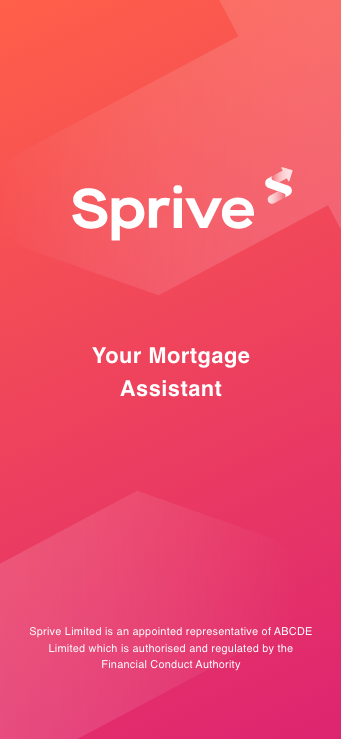 Sprive
Your Mortgage
Assistant
Sprive Limited is an appointed representative of ABCDE
Limited which is authorised and regulated by the
Financial Conduct Authority